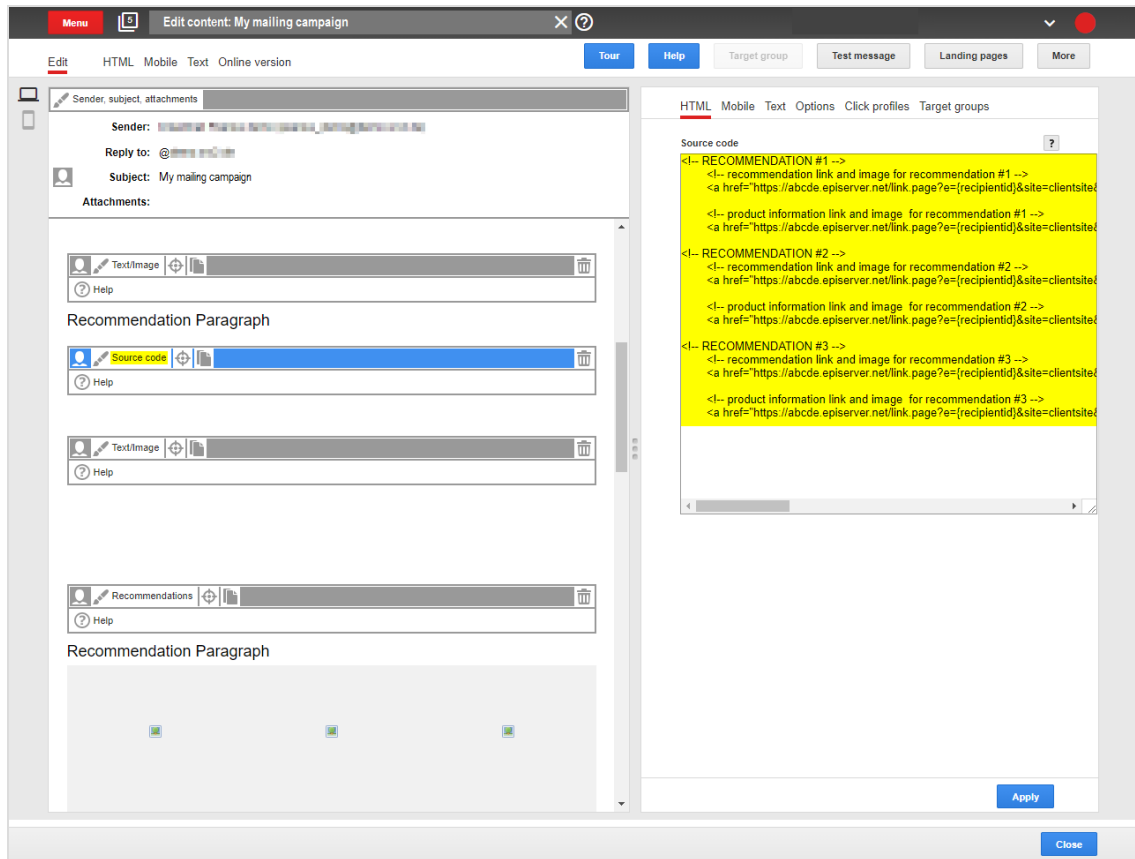 Menu 5 Edit content: My mailing campaign
Edit HTML Mobile Text Online version
Tour Help Target group Test message Landing pages More
Sender, subject, attachments
Sender:
Reply to: @
Subject: My mailing campaign
Attachments:
Text/Image
? Help
Recommendation Paragraph
Source code
? Help
Text/Image
? Help
Recommendations
? Help
Recommendation Paragraph
HTML Mobile Text Options Click profiles Target groups
Source code ?
<!-- RECOMMENDATION #1 -->
<!-- recommendation link and image for recommendation #1 -->
<a href="https://abcde.episerver.net/link.page?e={recipientid}&site=clientsite&
<!-- product information link and image  for recommendation #1 -->
<a href="https://abcde.episerver.net/link.page?e={recipientid}&site=clientsite&
<!-- RECOMMENDATION #2 -->
<!-- recommendation link and image for recommendation #2 -->
<a href="https://abcde.episerver.net/link.page?e={recipientid}&site=clientsite&
<!-- product information link and image  for recommendation #2 -->
<a href="https://abcde.episerver.net/link.page?e={recipientid}&site=clientsite&
<!-- RECOMMENDATION #3 -->
<!-- recommendation link and image for recommendation #3 -->
<a href="https://abcde.episerver.net/link.page?e={recipientid}&site=clientsite&
<!-- product information link and image  for recommendation #3 -->
<a href="https://abcde.episerver.net/link.page?e={recipientid}&site=clientsite&
Apply
Close